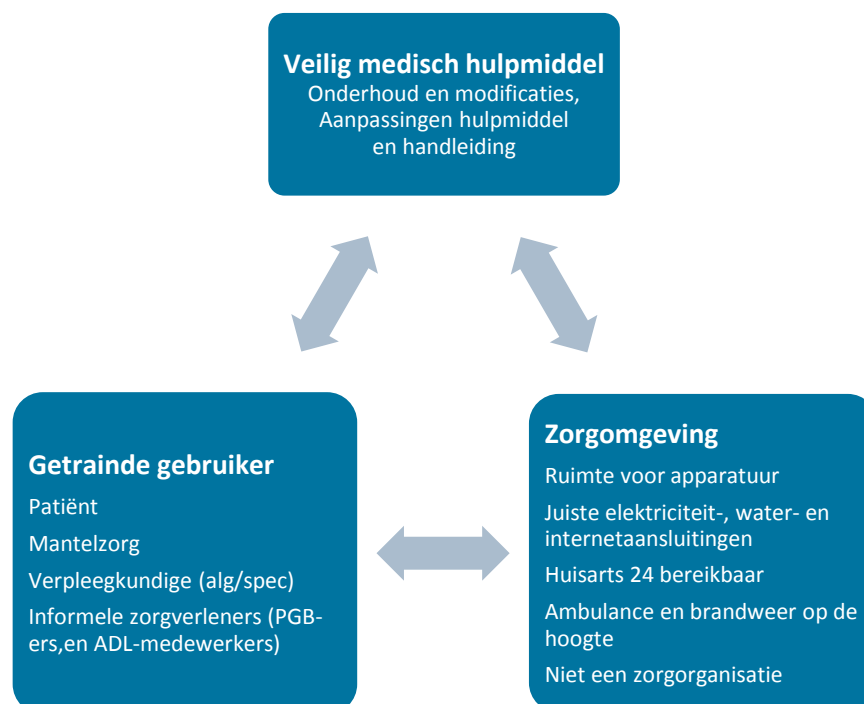 Veilig medisch hulpmiddel
Onderhoud en modificaties,
Aanpassingen hulpmiddel
en handleiding
Getrainde gebruiker
Patiënt
Mantelzorg
Verpleegkundige (alg/spec)
Informele zorgverleners (PGB-
ers,en ADL-medewerkers)
Zorgomgeving
Ruimte voor apparatuur
Juiste elektriciteit-, water- en
internetaansluitingen
Huisarts 24 bereikbaar
Ambulance en brandweer op de
hoogte
Niet een zorgorganisatie